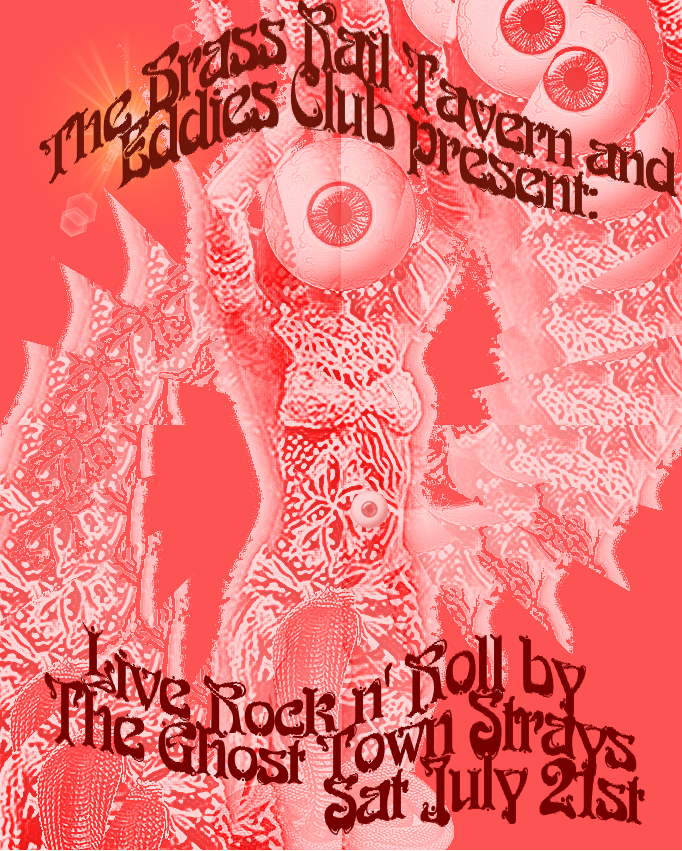 The Brass Rail Tavern and
Eddies Club present:
Live Rock n' Roll by
The Ghost Town Strays
Sat July 21st